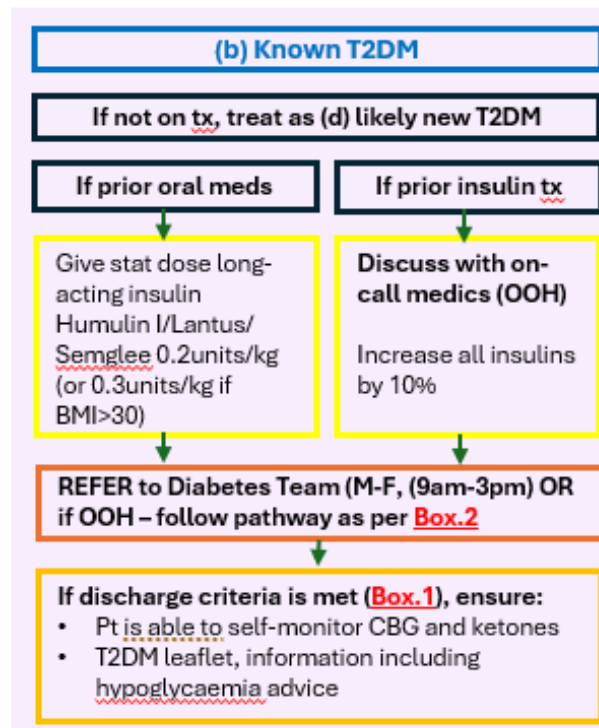 (b) Known T2DM
If not on tx, treat as (d) likely new T2DM
If prior oral meds
If prior insulin tx
Give stat dose long-
acting insulin
Humulin I/Lantus/
Semglee 0.2units/kg
(or 0.3units/kg if
BMI>30)
Discuss with on-
call medics (OOH)
Increase all insulins
by 10%
REFER to Diabetes Team (M-F, (9am-3pm) OR
if OOH – follow pathway as per Box.2
If discharge criteria is met (Box.1), ensure:
• Pt is able to self-monitor CBG and ketones
• T2DM leaflet, information including
hypoglycaemia advice